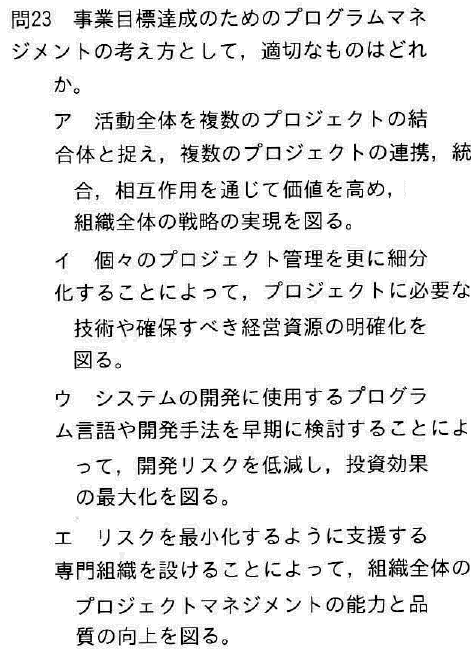 問23　事業目標達成のためのプログラムマネ
ジメントの考え方として，適切なものはどれ
か。
ア　活動全体を複数のプロジェクトの結
合体と捉え，複数のプロジェクトの連携，統
合，相互作用を通じて価値を高め，
組織全体の戦略の実現を図る。
イ　個々のプロジェクト管理を更に細分
化することによって，プロジェクトに必要な
技術や確保すべき経営資源の明確化を
図る。
ウ　システムの開発に使用するプログラ
ム言語や開発手法を早期に検討することによ
って，開発リスクを低減し，投資効果
の最大化を図る。
エ　リスクを最小化するように支援する
専門組織を設けることによって，組織全体の
プロジェクトマネジメントの能力と品
質の向上を図る。